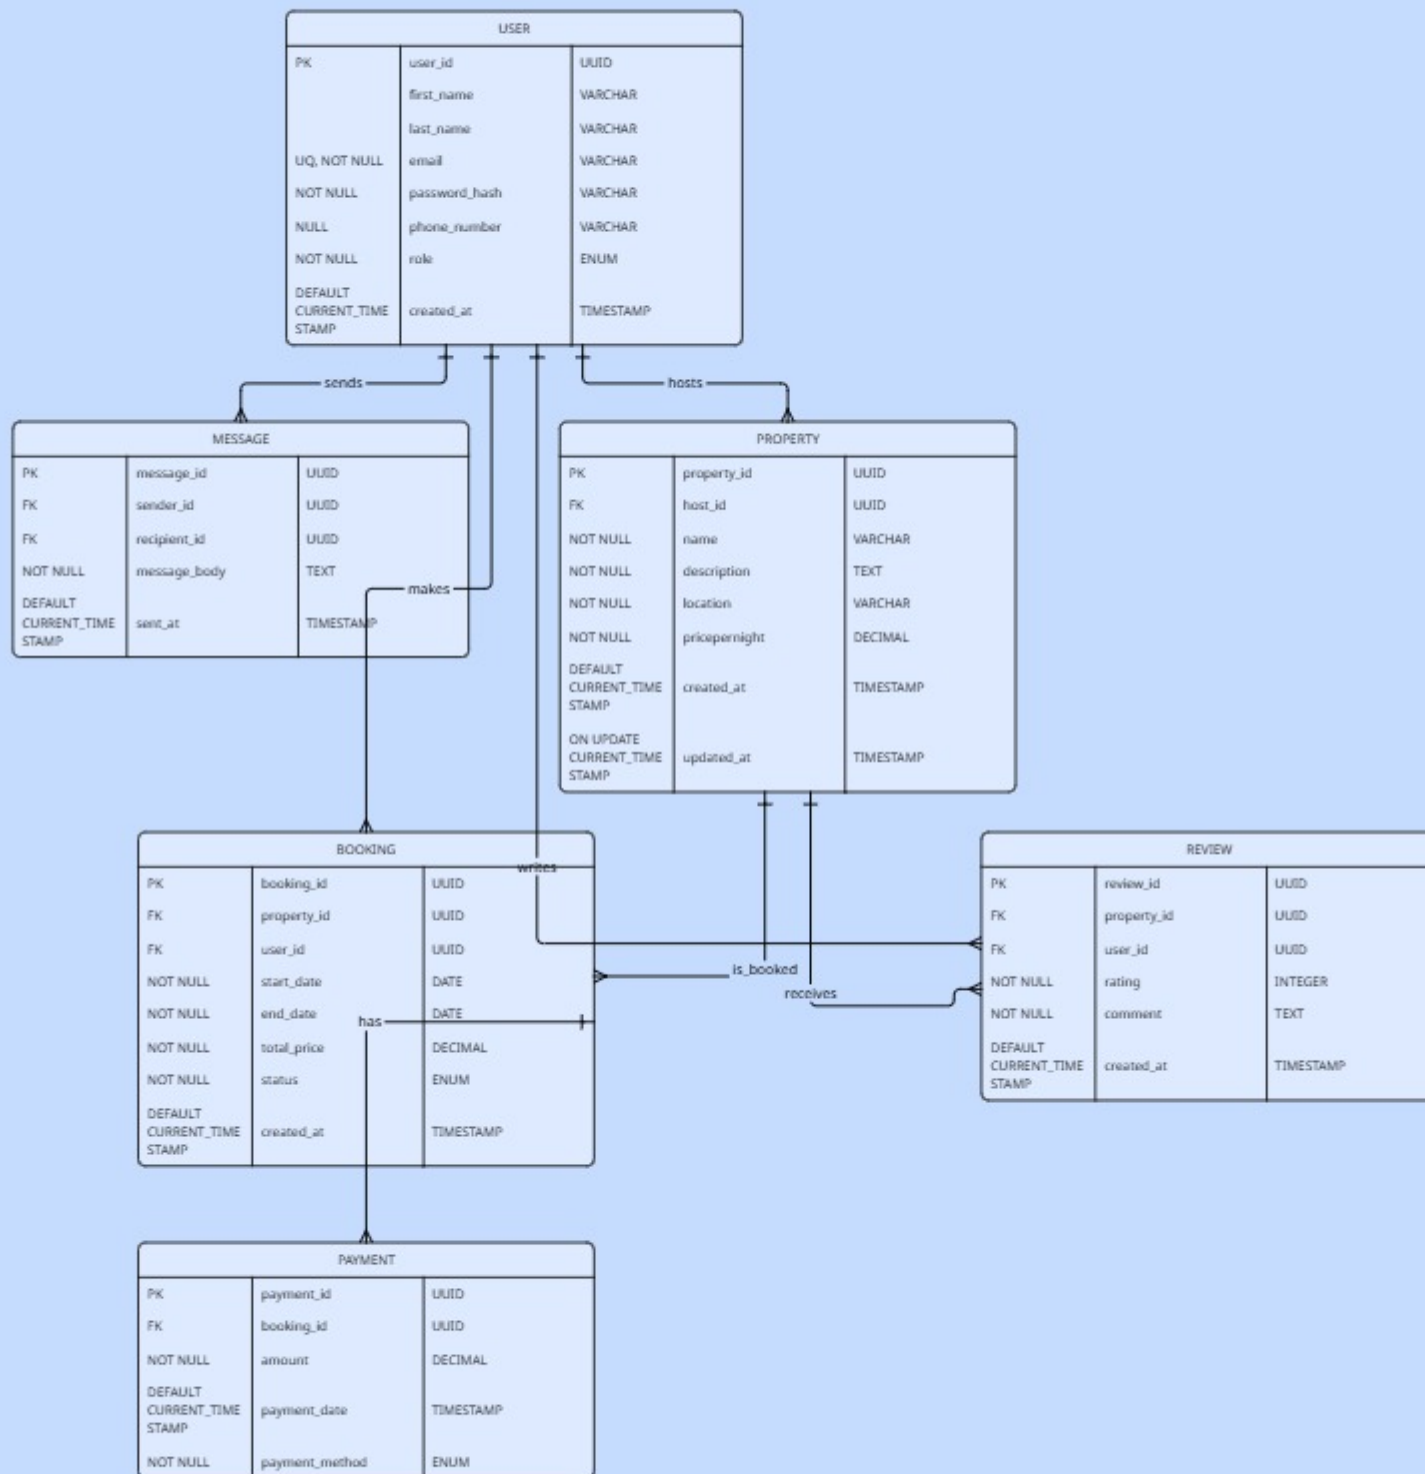 USER
PK user_id UUID
first_name VARCHAR
last_name VARCHAR
UQ, NOT NULL email VARCHAR
NOT NULL password_hash VARCHAR
NULL phone_number VARCHAR
NOT NULL role ENUM
DEFAULT
CURRENT_TIME created_at TIMESTAMP
STAMP
sends hosts
MESSAGE
PK message_id UUID
FK sender_id UUID
FK recipient_id UUID
NOT NULL message_body TEXT
DEFAULT
CURRENT_TIME sent_at TIMESTAMP
STAMP
makes
PROPERTY
PK property_id UUID
FK host_id UUID
NOT NULL name VARCHAR
NOT NULL description TEXT
NOT NULL location VARCHAR
NOT NULL pricepernight DECIMAL
DEFAULT
CURRENT_TIME created_at TIMESTAMP
STAMP
ON UPDATE
CURRENT_TIME updated_at TIMESTAMP
STAMP
BOOKING
writes
PK booking_id UUID
FK property_id UUID
FK user_id UUID
NOT NULL start_date DATE
NOT NULL end_date DATE
has
NOT NULL total_price DECIMAL
NOT NULL status ENUM
DEFAULT
CURRENT_TIME created_at TIMESTAMP
STAMP
is_booked
receives
REVIEW
PK review_id UUID
FK property_id UUID
FK user_id UUID
NOT NULL rating INTEGER
NOT NULL comment TEXT
DEFAULT
CURRENT_TIME created_at TIMESTAMP
STAMP
PAYMENT
PK payment_id UUID
FK booking_id UUID
NOT NULL amount DECIMAL
DEFAULT
CURRENT_TIME payment_date TIMESTAMP
STAMP
NOT NULL payment_method ENUM